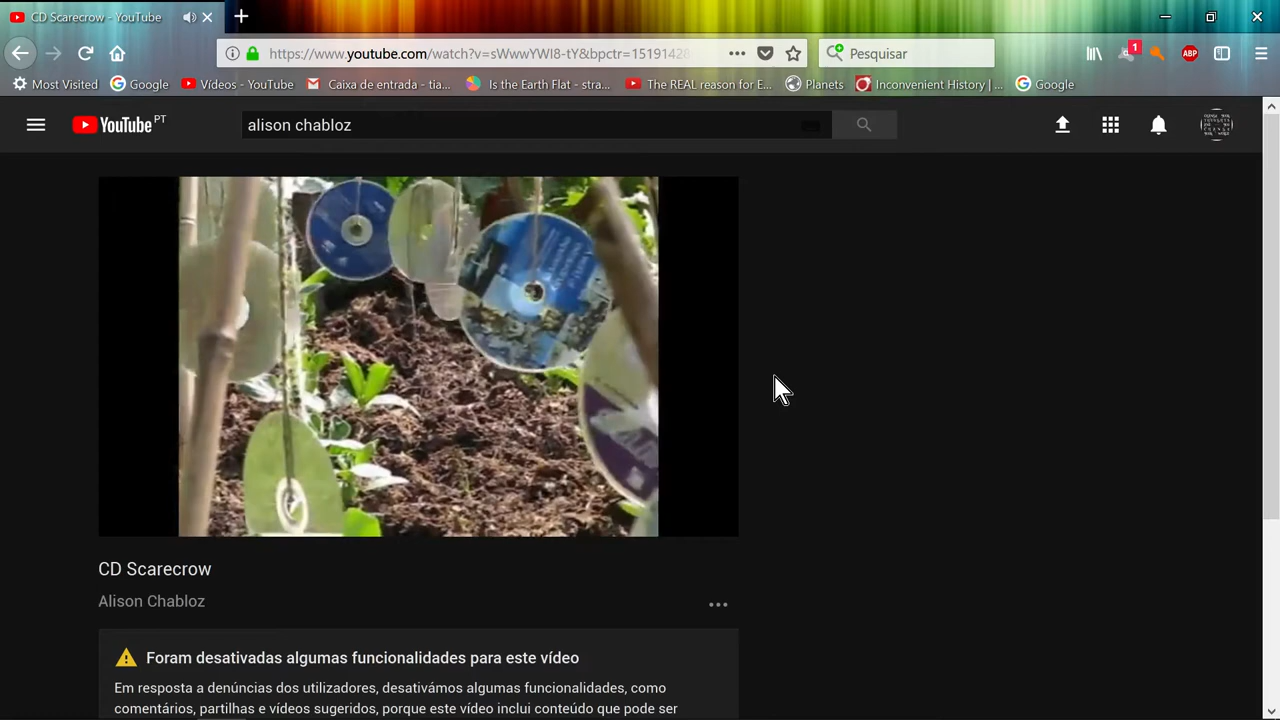 CD Scarecrow - YouTube
https://www.youtube.com/watch?v=sWwwYWI8-tY&bpctr=15191428
Pesquisar
1
ABP
Most Visited
Google
Vídeos - YouTube
Caixa de entrada - tia...
Is the Earth Flat - stra...
The REAL reason for E...
Planets
Inconvenient History | ...
Google
YouTube PT
alison chabloz
CD Scarecrow
Alison Chabloz
Foram desativadas algumas funcionalidades para este vídeo
Em resposta a denúncias dos utilizadores, desativámos algumas funcionalidades, como
comentários, partilhas e vídeos sugeridos, porque este vídeo inclui conteúdo que pode ser